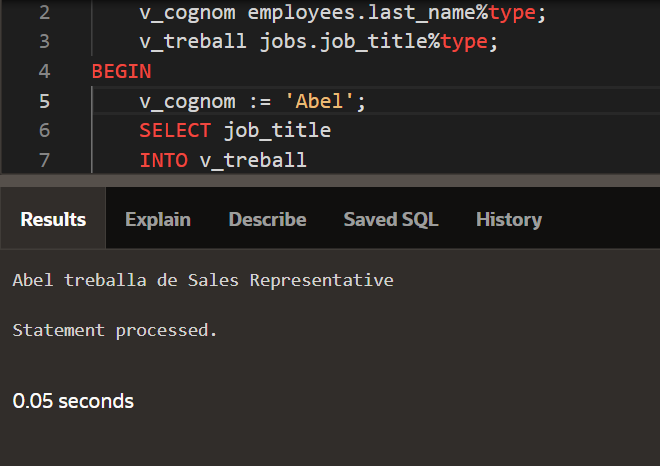 2 v_cognom employees.last_name%type;
3 v_treball jobs.job_title%type;
4 BEGIN
5 v_cognom := 'Abel';
6 SELECT job_title
7 INTO v_treball
Results Explain Describe Saved SQL History
Abel treballa de Sales Representative
Statement processed.
0.05 seconds